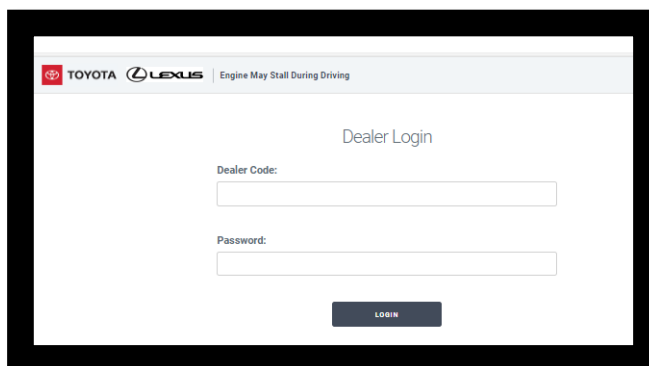 TOYOTA LEXUS Engine May Stall During Driving
Dealer Login
Dealer Code:
Password:
LOGIN